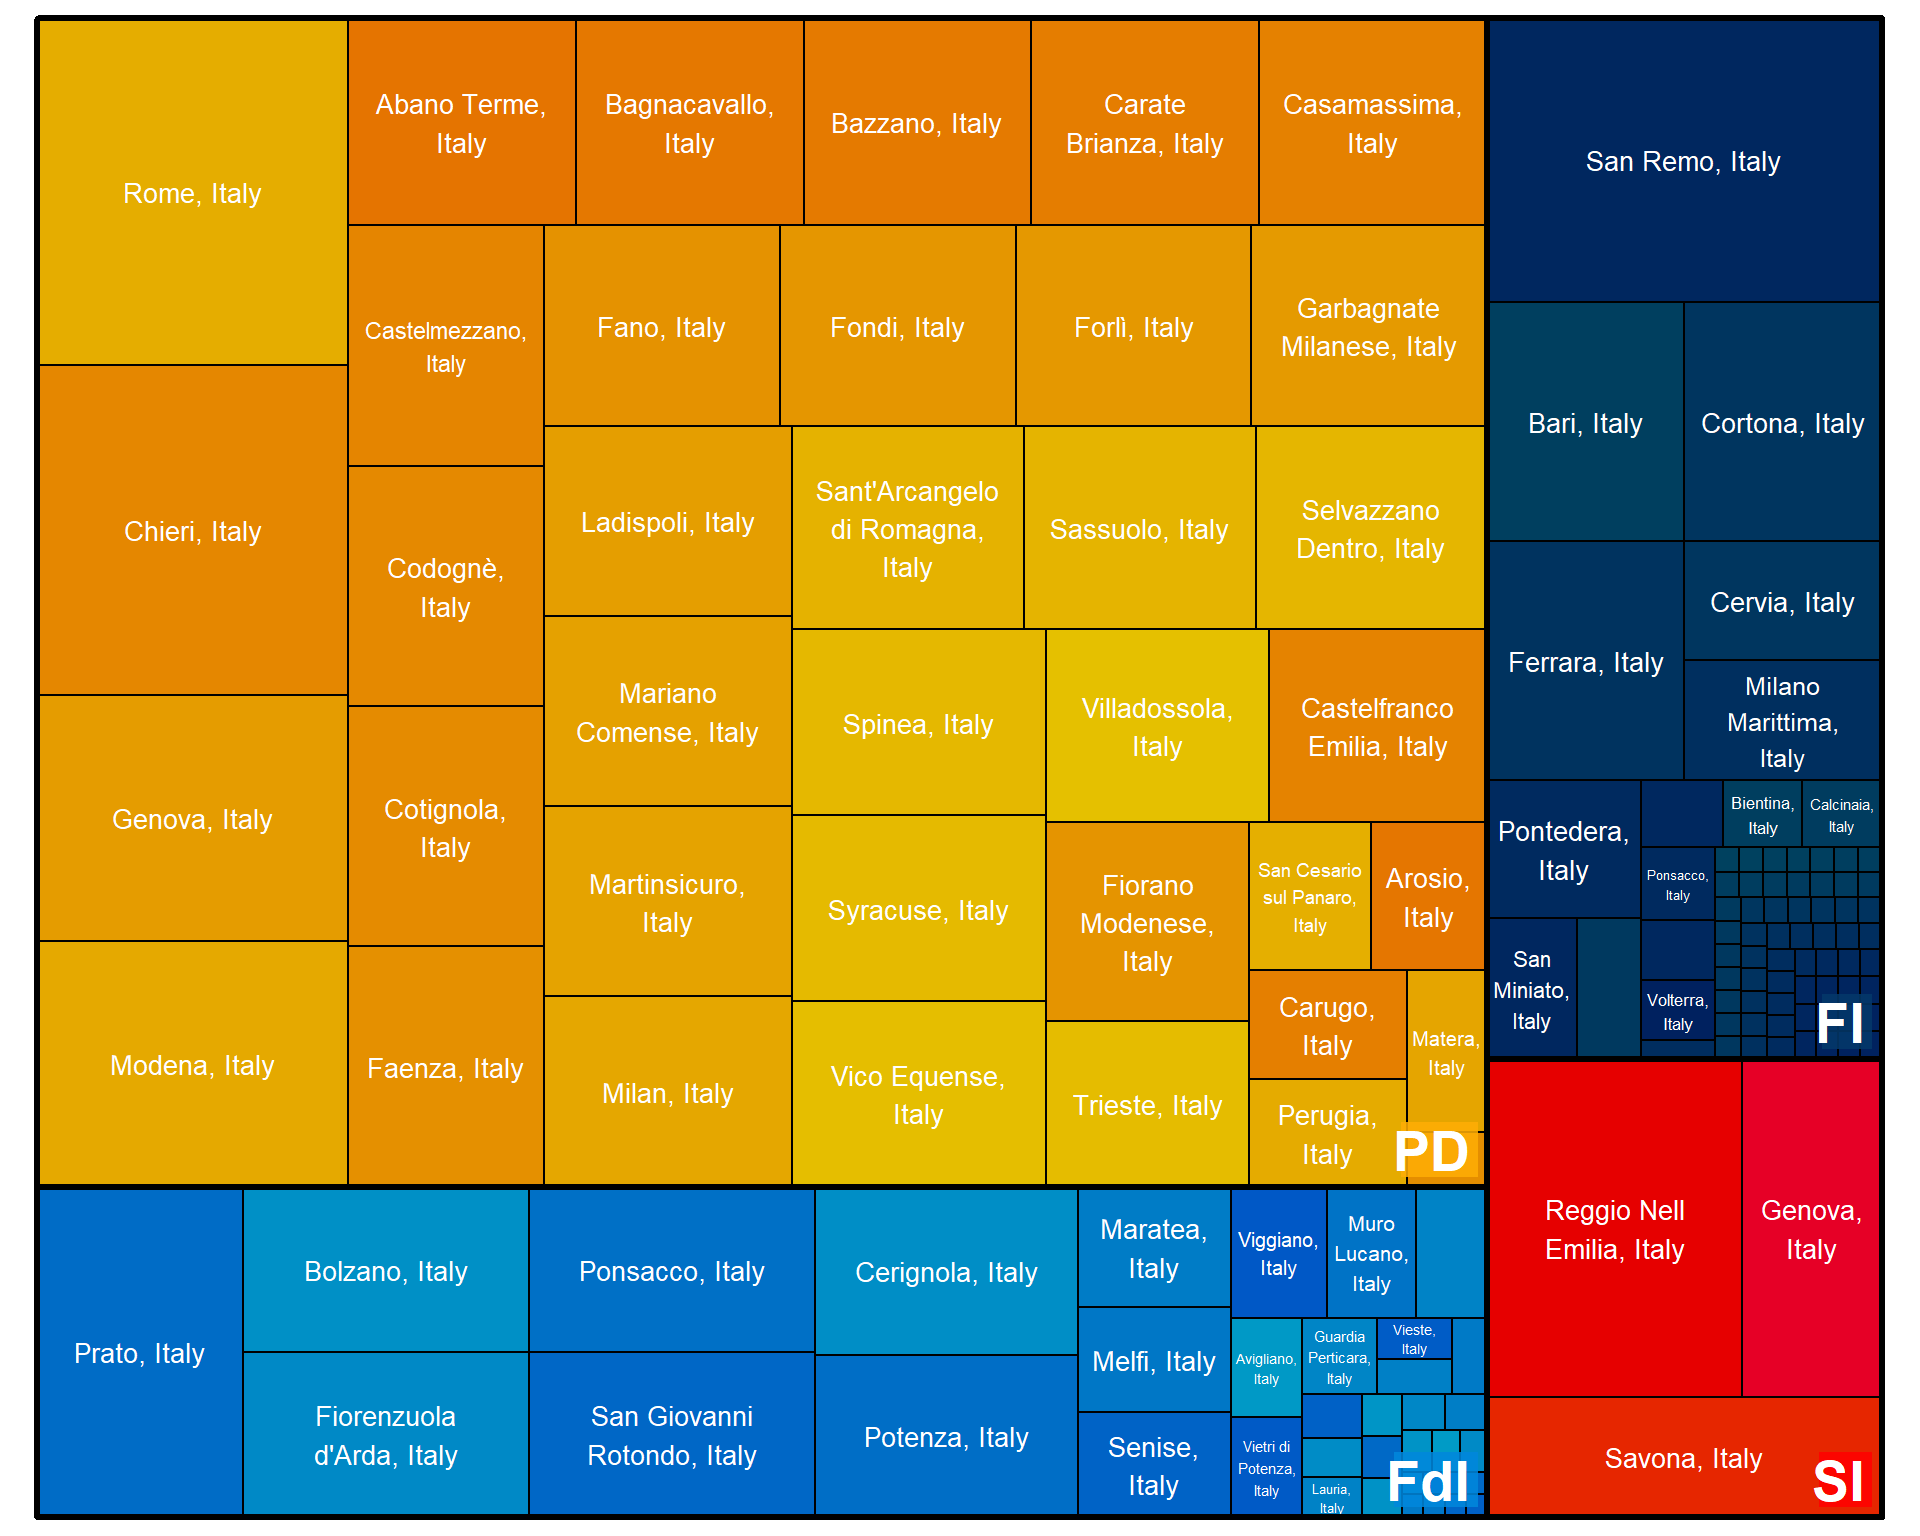 Rome, Italy
Abano Terme,
Italy
Bagnacavallo,
Italy
Bazzano, Italy
Carate
Brianza, Italy
Casamassima,
Italy
San Remo, Italy
Castelmezzano,
Italy
Fano, Italy
Fondi, Italy
Forlì, Italy
Garbagnate
Milanese, Italy
Bari, Italy
Cortona, Italy
Chieri, Italy
Codognè,
Italy
Ladispoli, Italy
Sant'Arcangelo
di Romagna,
Italy
Sassuolo, Italy
Selvazzano
Dentro, Italy
Ferrara, Italy
Cervia, Italy
Milano
Marittima,
Italy
Mariano
Comense, Italy
Spinea, Italy
Villadossola,
Italy
Castelfranco
Emilia, Italy
Genova, Italy
Cotignola,
Italy
Martinsicuro,
Italy
Syracuse, Italy
Fiorano
Modenese,
Italy
San Cesario
sul Panaro,
Italy
Arosio,
Italy
Pontedera,
Italy
Bientina,
Italy
Calcinaia,
Italy
Ponsacco,
Italy
San
Miniato,
Italy
Volterra,
Italy
FI
Modena, Italy
Faenza, Italy
Milan, Italy
Vico Equense,
Italy
Trieste, Italy
Carugo,
Italy
Matera,
Italy
Perugia,
Italy
PD
Prato, Italy
Bolzano, Italy
Ponsacco, Italy
Cerignola, Italy
Maratea,
Italy
Viggiano,
Italy
Muro
Lucano,
Italy
Fiorenzuola
d'Arda, Italy
San Giovanni
Rotondo, Italy
Potenza, Italy
Melfi, Italy
Senise,
Italy
Avigliano,
Italy
Guardia
Perticara,
Italy
Vieste,
Italy
Vietri di
Potenza,
Italy
Lauria,
Italy
FdI
Reggio Nell
Emilia, Italy
Genova,
Italy
Savona, Italy
SI